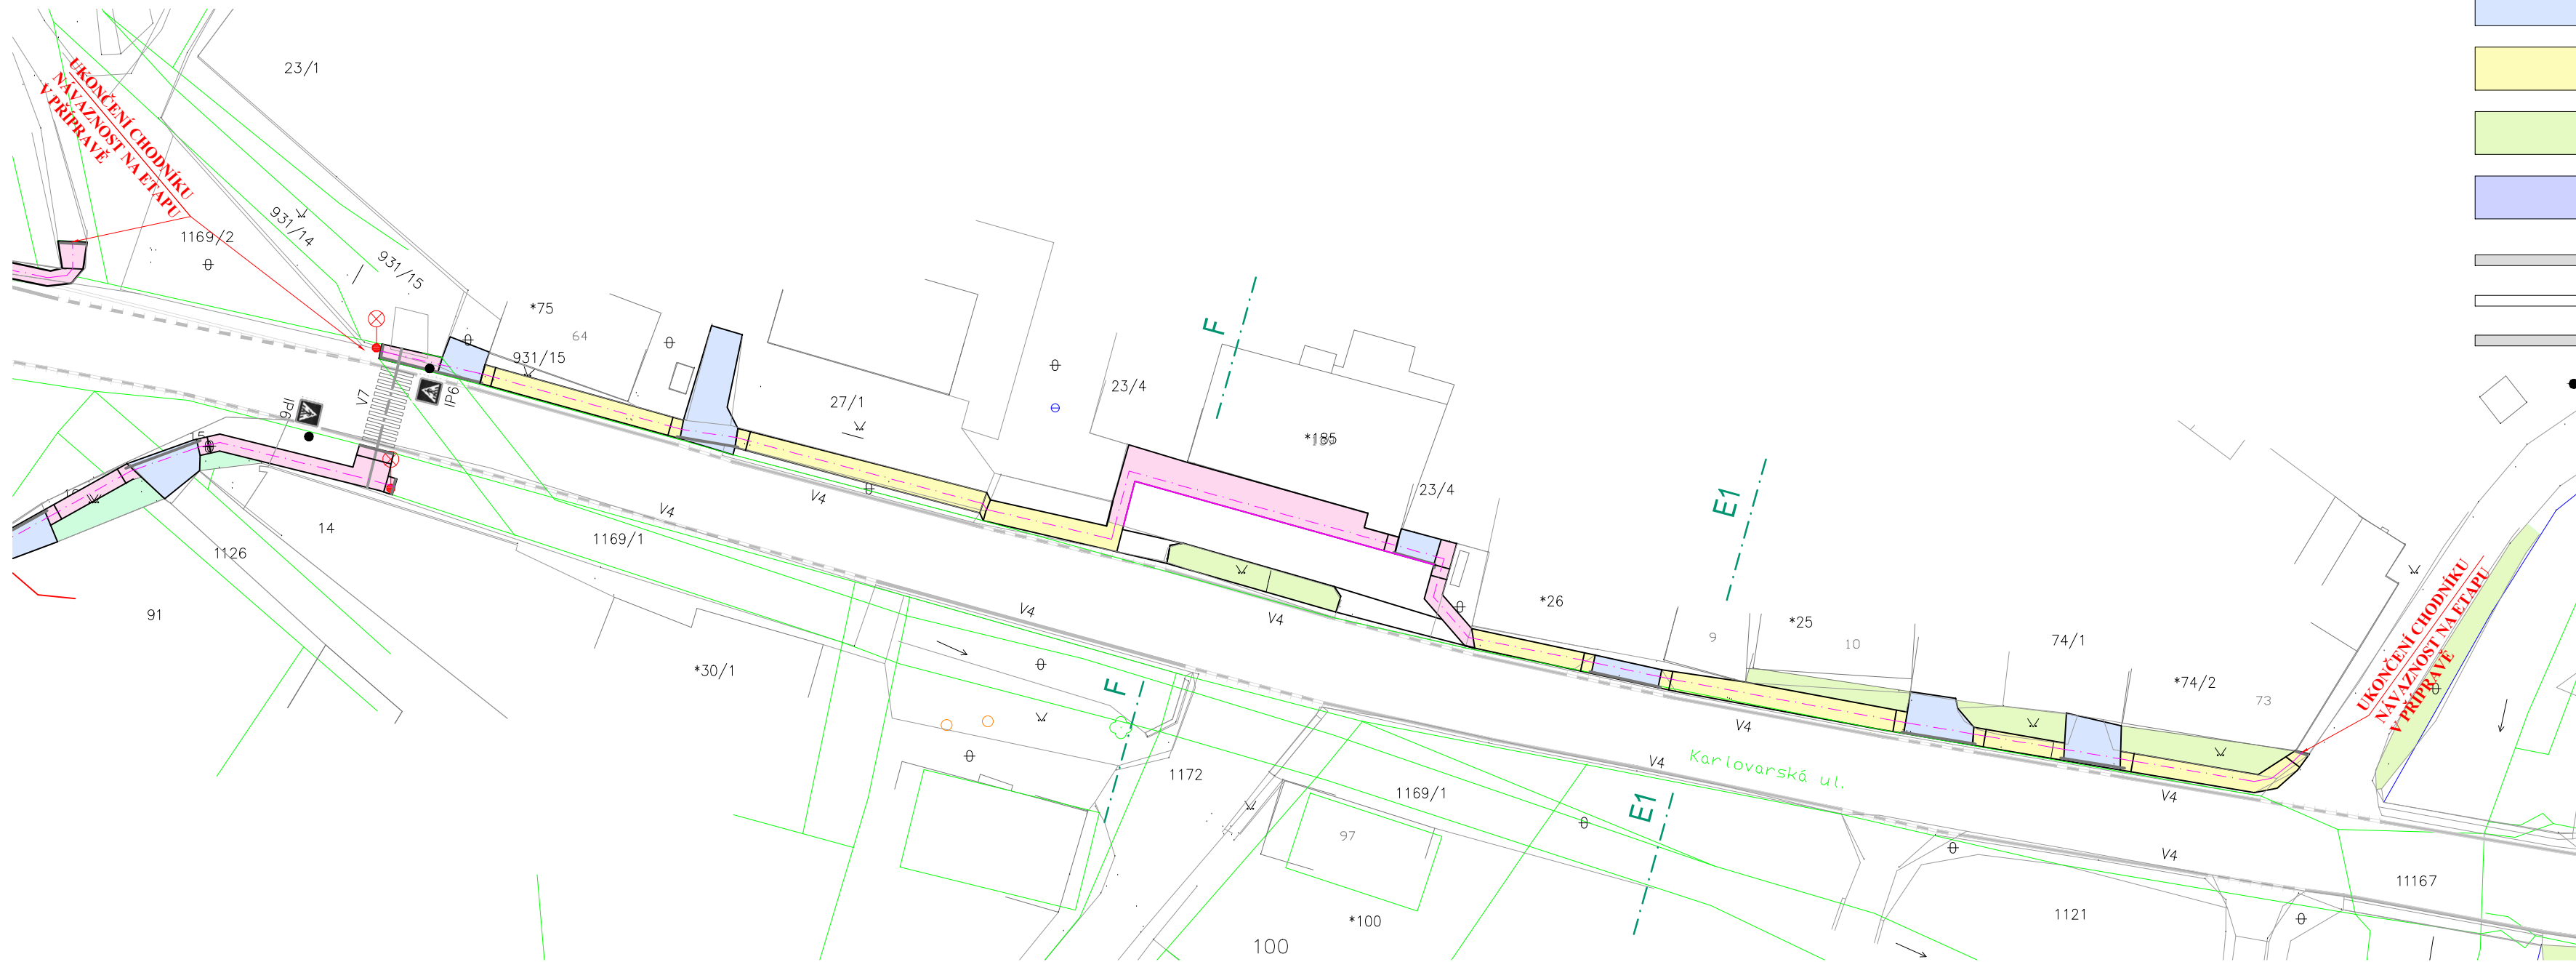 23/1
UKONČENÍ CHODNÍKU
NÁVAZNOST NA ETAPU
V PŘÍPRAVĚ
931/14
1169/2
931/15
*75
64
931/15
27/1
23/4
F
*185
23/4
E1
V7
IP6
IP6
15
14
1126
91
1169/1
V4
V4
V4
V4
*30/1
F
1172
*26
9
*25
10
74/1
*74/2
73
UKONČENÍ CHODNÍKU
NÁVAZNOST NA ETAPU
V PŘÍPRAVĚ
V4
V4
Karlovarská ul.
V4
V4
1169/1
E1
97
*100
100
1121
11167